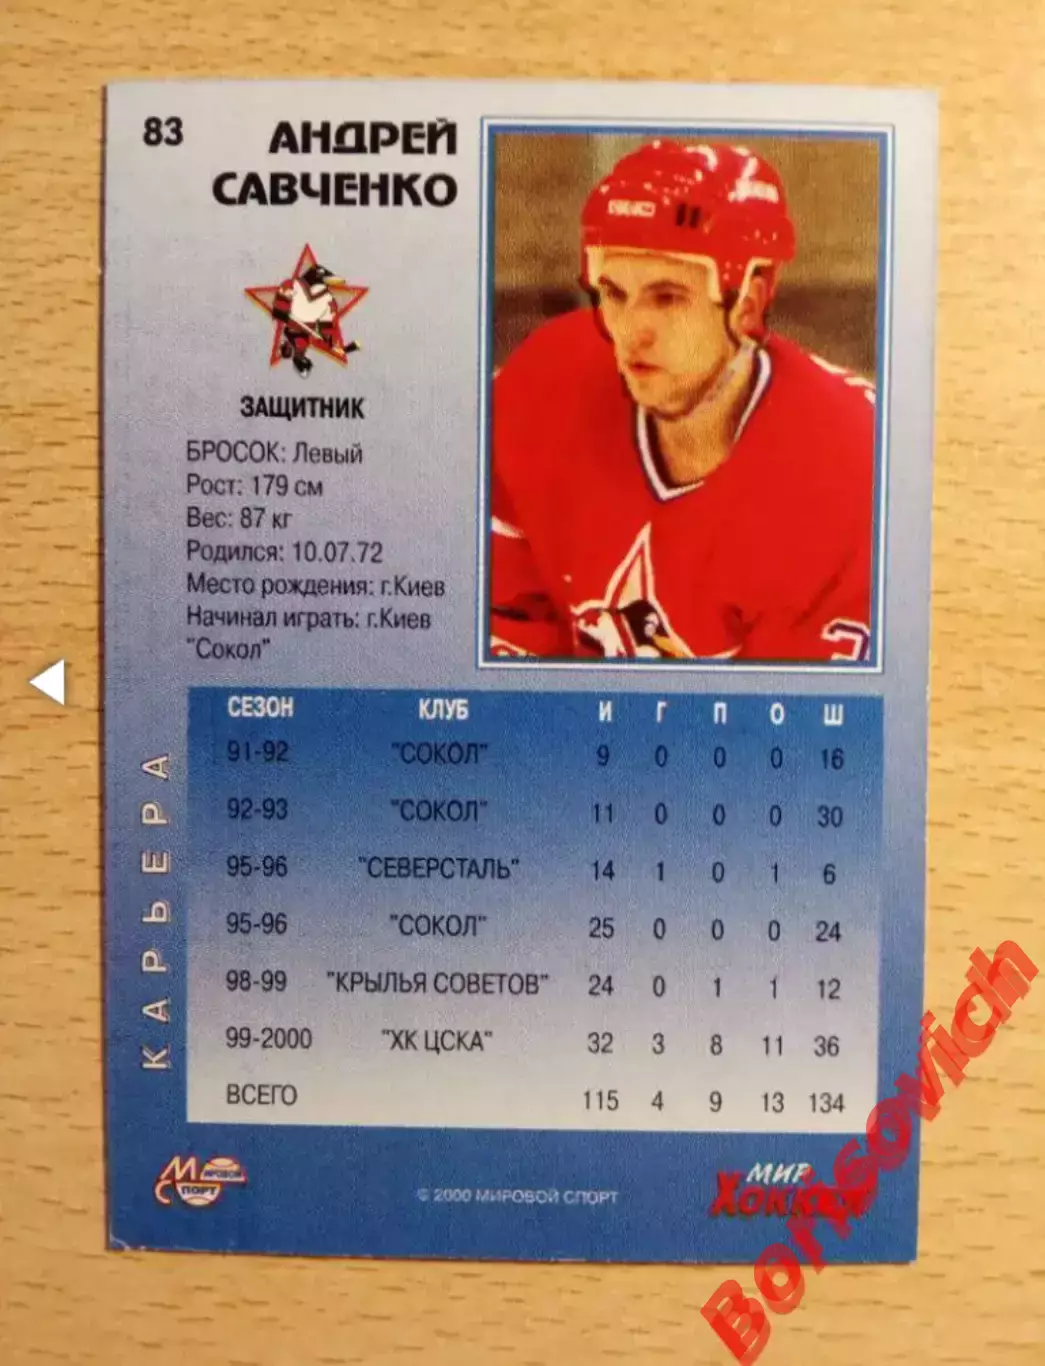 83
АНДРЕЙ
САВЧЕНКО
ЗАЩИТНИК
БРОСОК: Левый
Рост: 179 см
Вес: 87 кг
Родился: 10.07.72
Место рождения: г.Киев
Начинал играть: г.Киев
"Сокол"
КАРЬЕРА
СЕЗОН КЛУБ И Г П О Ш
91-92 "СОКОЛ" 9 0 0 0 16
92-93 "СОКОЛ" 11 0 0 0 30
95-96 "СЕВЕРСТАЛЬ" 14 1 0 1 6
95-96 "СОКОЛ" 25 0 0 0 24
98-99 "КРЫЛЬЯ СОВЕТОВ" 24 0 1 1 12
99-2000 "ХК ЦСКА" 32 3 8 11 36
ВСЕГО 115 4 9 13 134
МИРОВОЙ
СПОРТ
© 2000 МИРОВОЙ СПОРТ
МИР
ХОККЕЯ
Borisovich